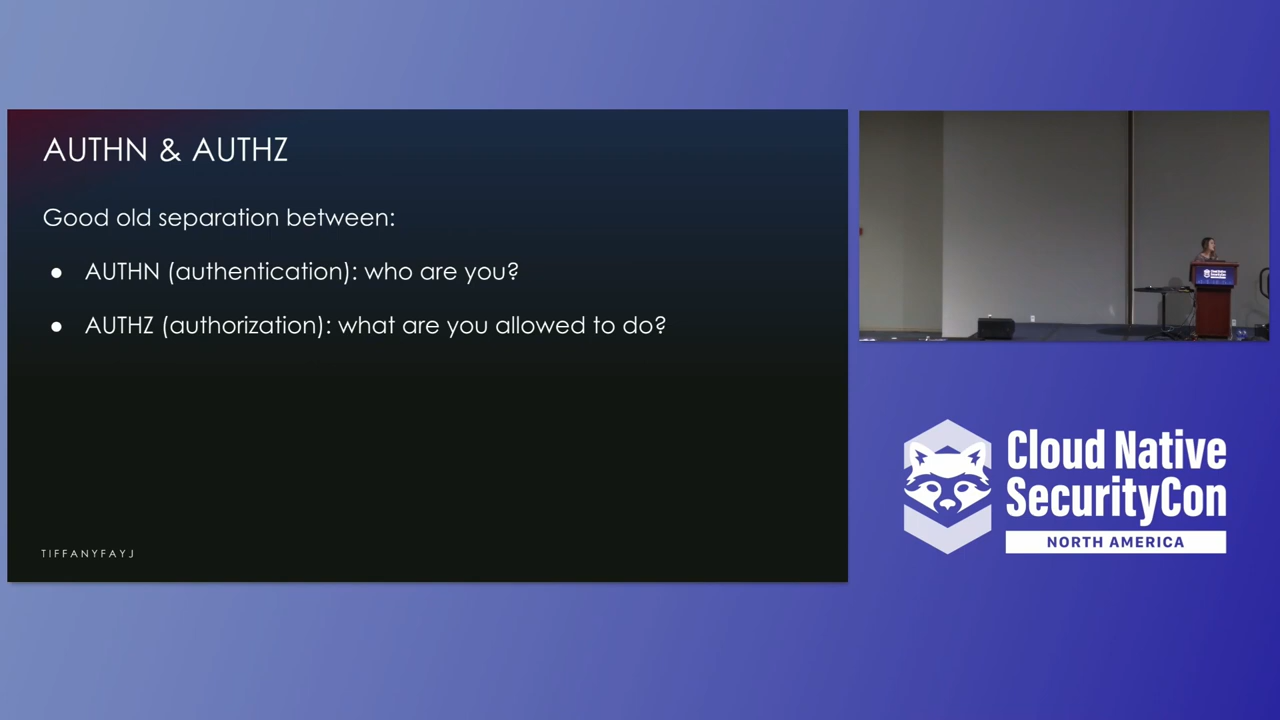 AUTHN & AUTHZ
Good old separation between:
● AUTHN (authentication): who are you?
● AUTHZ (authorization): what are you allowed to do?
TIFFANYFAYJ
Cloud Native
SecurityCon
NORTH AMERICA